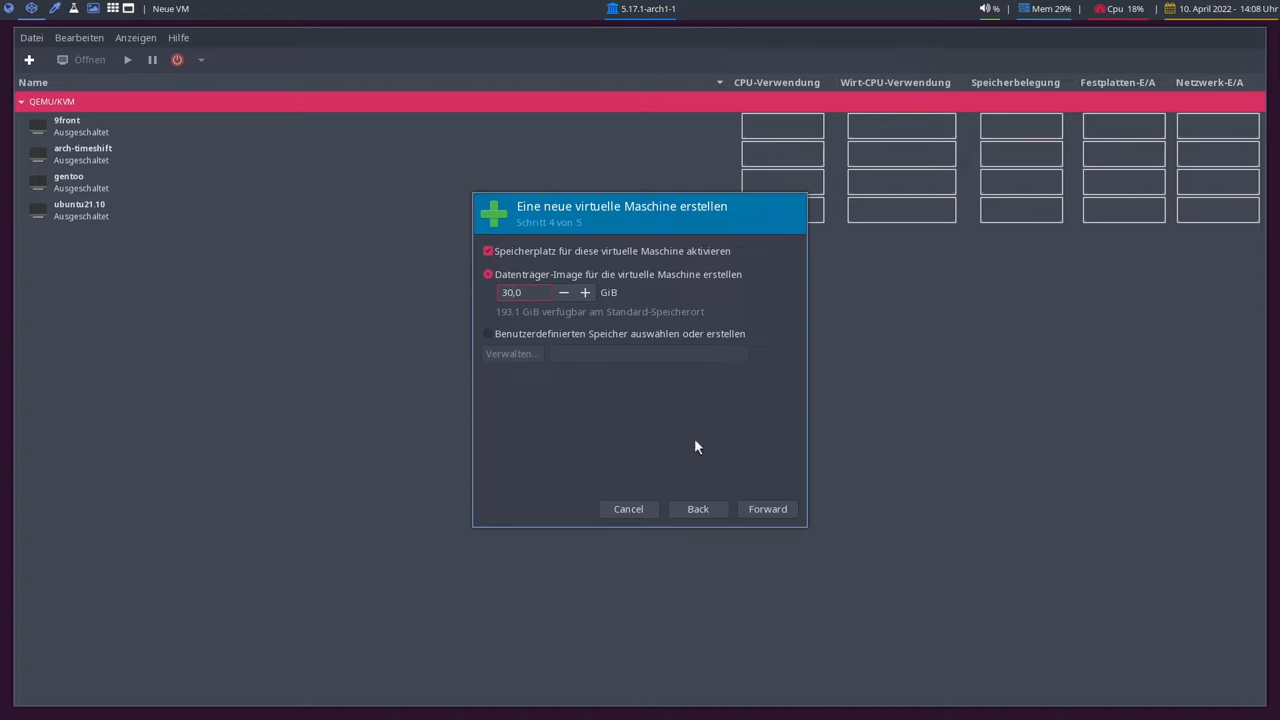 Neue VM
5.17.1-arch1-1
%
Mem 29%
Cpu 18%
10. April 2022 - 14:08 Uhr
Datei Bearbeiten Anzeigen Hilfe
Öffnen
Name CPU-Verwendung Wirt-CPU-Verwendung Speicherbelegung Festplatten-E/A Netzwerk-E/A
QEMU/KVM
9front
Ausgeschaltet
arch-timeshift
Ausgeschaltet
gentoo
Ausgeschaltet
ubuntu21.10
Ausgeschaltet
Eine neue virtuelle Maschine erstellen
Schritt 4 von 5
Speicherplatz für diese virtuelle Maschine aktivieren
Datenträger-Image für die virtuelle Maschine erstellen
30,0 GiB
193.1 GiB verfügbar am Standard-Speicherort
Benutzerdefinierten Speicher auswählen oder erstellen
Verwalten...
Cancel Back Forward